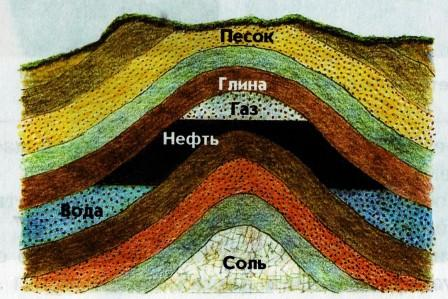 Песок
Глина
Газ
Нефть
Вода
Соль